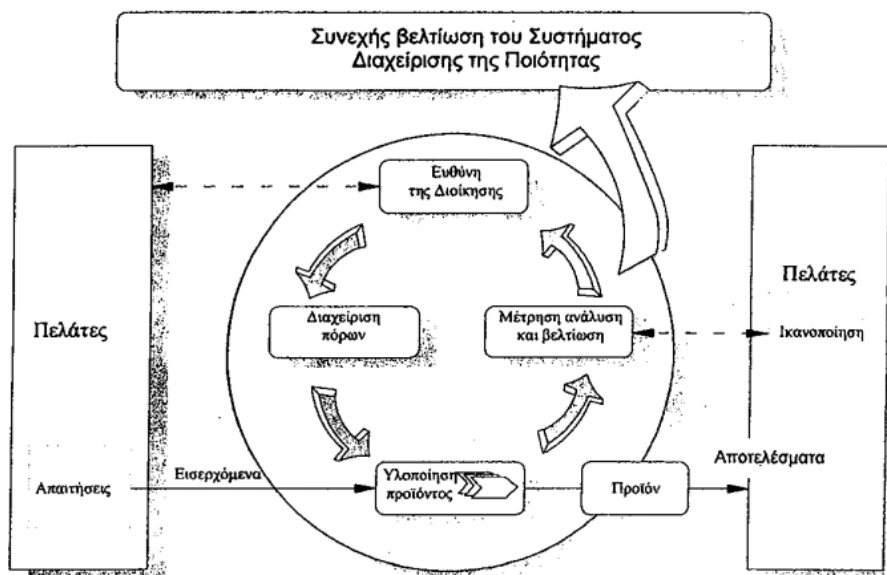 Συνεχής βελτίωση του Συστήματος
Διαχείρισης της Ποιότητας
Ευθύνη
της Διοίκησης
Πελάτες
Διαχείριση
πόρων
Μέτρηση ανάλυση
και βελτίωση
Πελάτες
Ικανοποίηση
Απαιτήσεις
Εισερχόμενα
Υλοποίηση
προϊόντος
Προϊόν
Αποτελέσματα